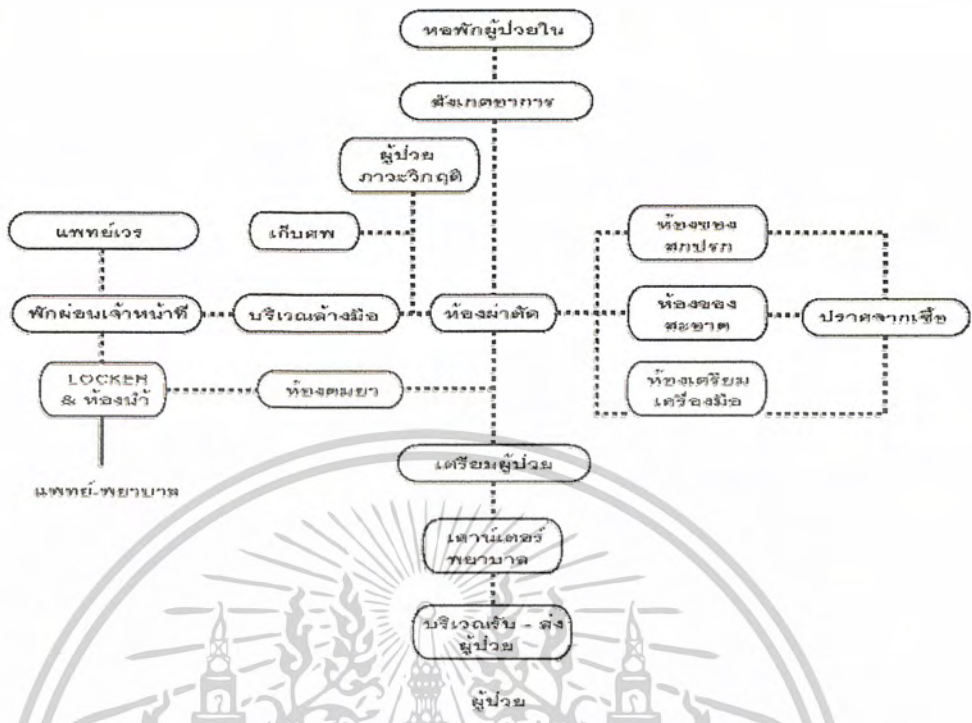 หอพักผู้ป่วยใน
สังเกตอาการ
ผู้ป่วย
ภาวะวิกฤติ
แพทย์เวร
เก็บศพ
ห้องของ
สกปรก
พักผ่อนเจ้าหน้าที่
บริเวณล้างมือ
ห้องผ่าตัด
ห้องของ
สะอาด
ปราศจากเชื้อ
LOCKER
& ห้องน้ำ
ห้องดมยา
ห้องเตรียม
เครื่องมือ
เตรียมผู้ป่วย
แพทย์-พยาบาล
เคาน์เตอร์
พยาบาล
บริเวณรับ - ส่ง
ผู้ป่วย
ผู้ป่วย